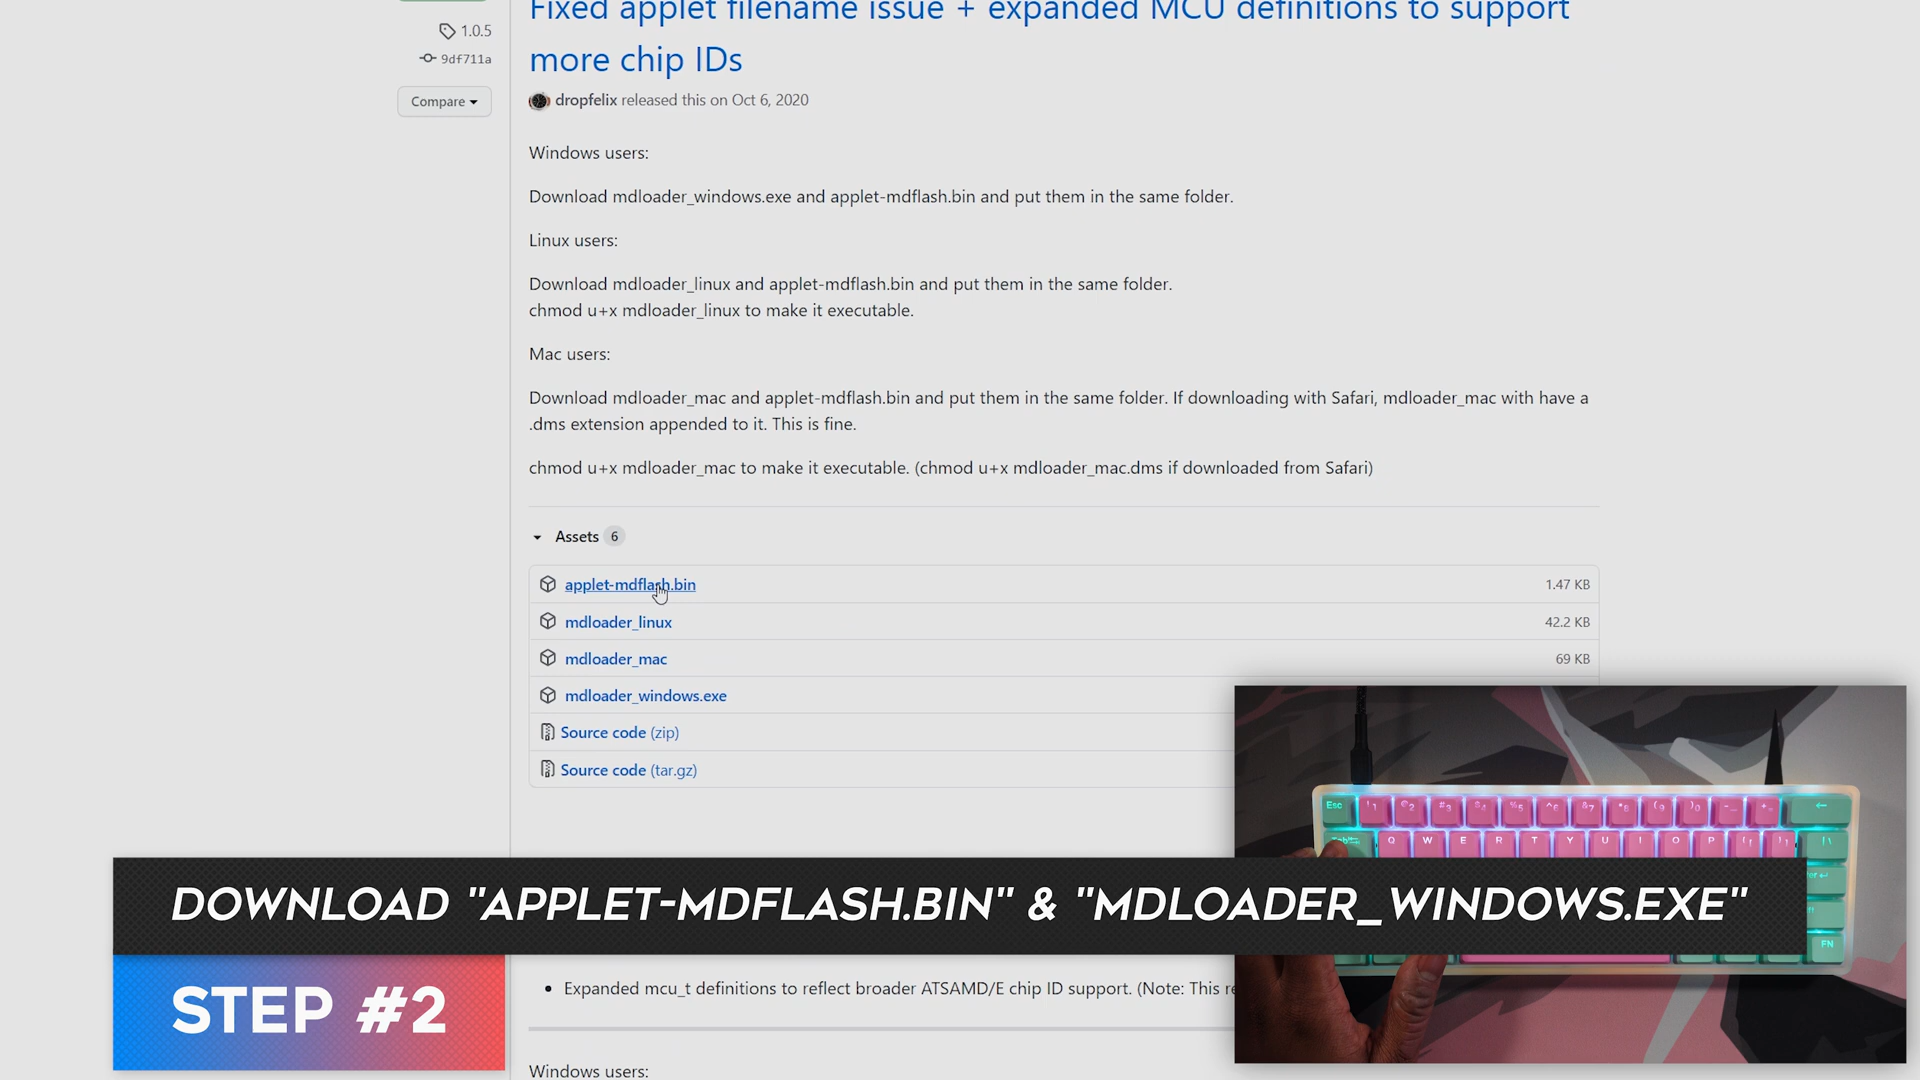 Fixed applet filename issue + expanded MCU definitions to support
more chip IDs
1.0.5
9df711a
Compare
dropfelix released this on Oct 6, 2020
Windows users:
Download mdloader_windows.exe and applet-mdflash.bin and put them in the same folder.
Linux users:
Download mdloader_linux and applet-mdflash.bin and put them in the same folder.
chmod u+x mdloader_linux to make it executable.
Mac users:
Download mdloader_mac and applet-mdflash.bin and put them in the same folder. If downloading with Safari, mdloader_mac with have a
.dms extension appended to it. This is fine.
chmod u+x mdloader_mac to make it executable. (chmod u+x mdloader_mac.dms if downloaded from Safari)
Assets 6
applet-mdflash.bin 1.47 KB
mdloader_linux 42.2 KB
mdloader_mac 69 KB
mdloader_windows.exe
Source code (zip)
Source code (tar.gz)
Esc
Q W E R T Y U I O P
FN
DOWNLOAD "APPLET-MDFLASH.BIN" & "MDLOADER_WINDOWS.EXE"
STEP #2
Expanded mcu_t definitions to reflect broader ATSAMD/E chip ID support. (Note: This re
Windows users: